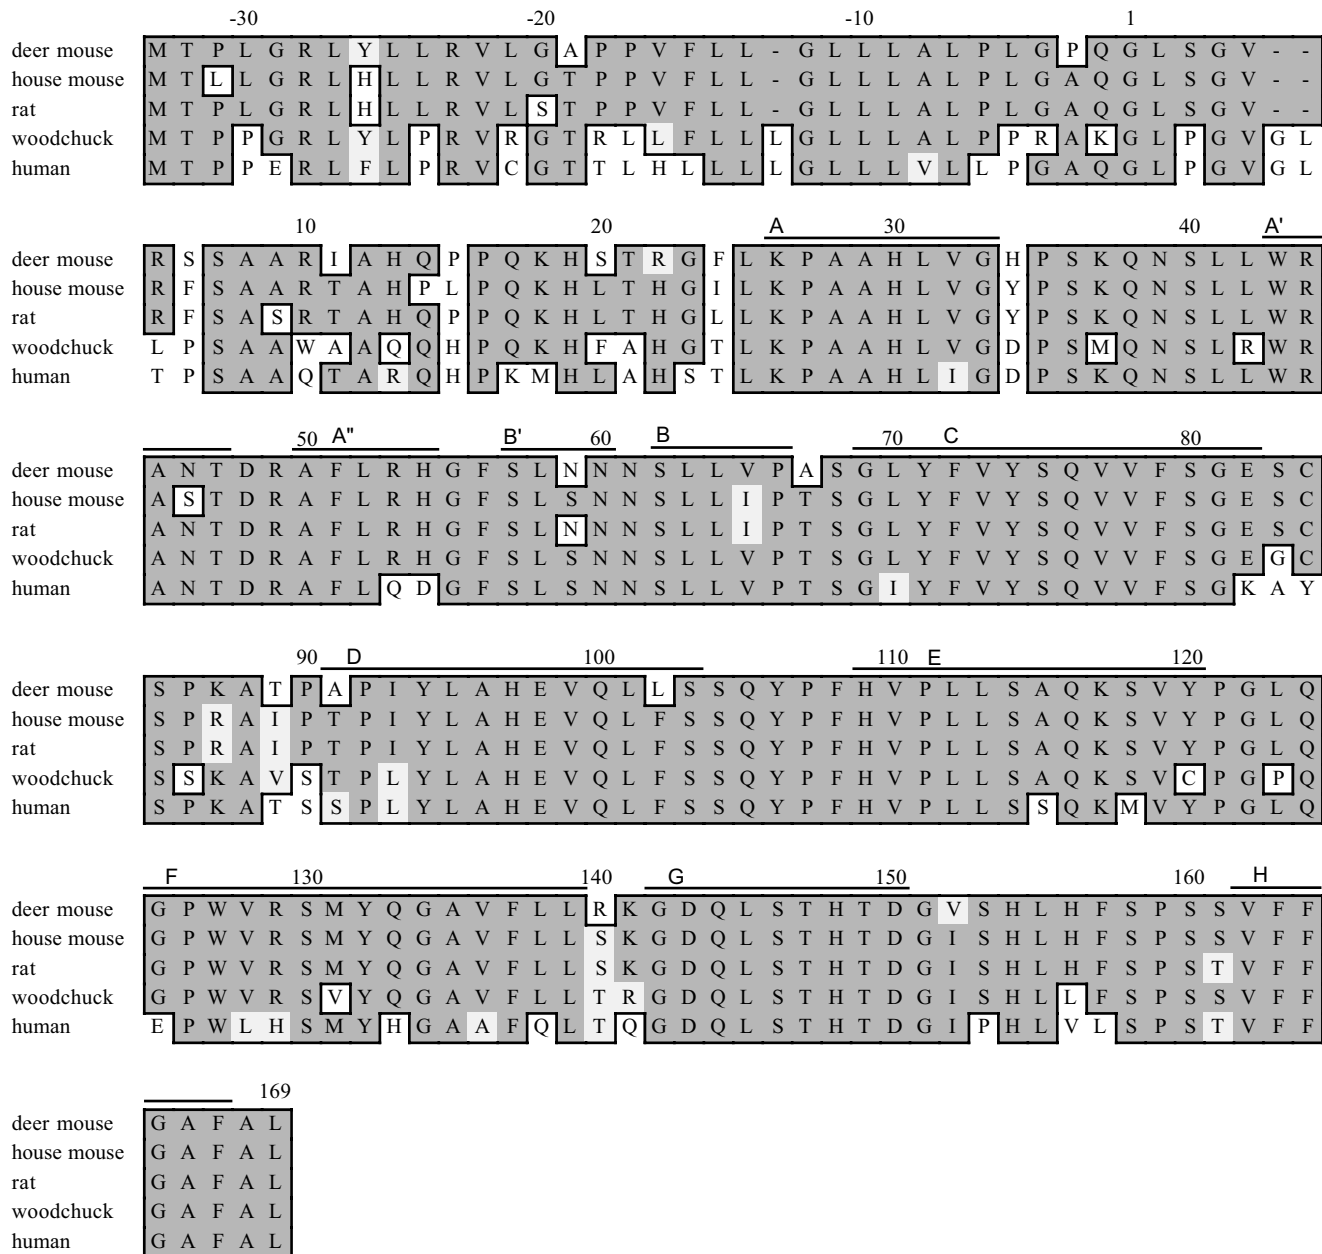 -30 -20 -10 1
deer mouse M T P L G R L Y L L R V L G A P P V F L L - G L L L A L P L G P Q G L S G V - -
house mouse M T L L G R L H L L R V L G T P P V F L L - G L L L A L P L G A Q G L S G V - -
rat M T P L G R L H L L R V L S T P P V F L L - G L L L A L P L G A Q G L S G V - -
woodchuck M T P P G R L Y L P R V R G T R L L F L L L G L L L A L P P R A K G L P G V G L
human M T P P E R L F L P R V C G T T L H L L L L G L L L V L L P G A Q G L P G V G L
10 20 A 30 40 A'
deer mouse R S S A A R I A H Q P P Q K H S T R G F L K P A A H L V G H P S K Q N S L L W R
house mouse R F S A A R T A H P L P Q K H L T H G I L K P A A H L V G Y P S K Q N S L L W R
rat R F S A S R T A H Q P P Q K H L T H G L L K P A A H L V G Y P S K Q N S L L W R
woodchuck L P S A A W A A Q Q H P Q K H F A H G T L K P A A H L V G D P S M Q N S L R W R
human T P S A A Q T A R Q H P K M H L A H S T L K P A A H L I G D P S K Q N S L L W R
50 A" B' 60 B 70 C 80
deer mouse A N T D R A F L R H G F S L N N N S L L V P A S G L Y F V Y S Q V V F S G E S C
house mouse A S T D R A F L R H G F S L S N N S L L I P T S G L Y F V Y S Q V V F S G E S C
rat A N T D R A F L R H G F S L N N N S L L I P T S G L Y F V Y S Q V V F S G E S C
woodchuck A N T D R A F L R H G F S L S N N S L L V P T S G L Y F V Y S Q V V F S G E G C
human A N T D R A F L Q D G F S L S N N S L L V P T S G I Y F V Y S Q V V F S G K A Y
90 D 100 110 E 120
deer mouse S P K A T P A P I Y L A H E V Q L L S S Q Y P F H V P L L S A Q K S V Y P G L Q
house mouse S P R A I P T P I Y L A H E V Q L F S S Q Y P F H V P L L S A Q K S V Y P G L Q
rat S P R A I P T P I Y L A H E V Q L F S S Q Y P F H V P L L S A Q K S V Y P G L Q
woodchuck S S K A V S T P L Y L A H E V Q L F S S Q Y P F H V P L L S A Q K S V C P G P Q
human S P K A T S S P L Y L A H E V Q L F S S Q Y P F H V P L L S S Q K M V Y P G L Q
F 130 140 G 150 160 H
deer mouse G P W V R S M Y Q G A V F L L R K G D Q L S T H T D G V S H L H F S P S S V F F
house mouse G P W V R S M Y Q G A V F L L S K G D Q L S T H T D G I S H L H F S P S S V F F
rat G P W V R S M Y Q G A V F L L S K G D Q L S T H T D G I S H L H F S P S T V F F
woodchuck G P W V R S V Y Q G A V F L L T R G D Q L S T H T D G I S H L L F S P S S V F F
human E P W L H S M Y H G A A F Q L T Q G D Q L S T H T D G I P H L V L S P S T V F F
169
deer mouse G A F A L
house mouse G A F A L
rat G A F A L
woodchuck G A F A L
human G A F A L